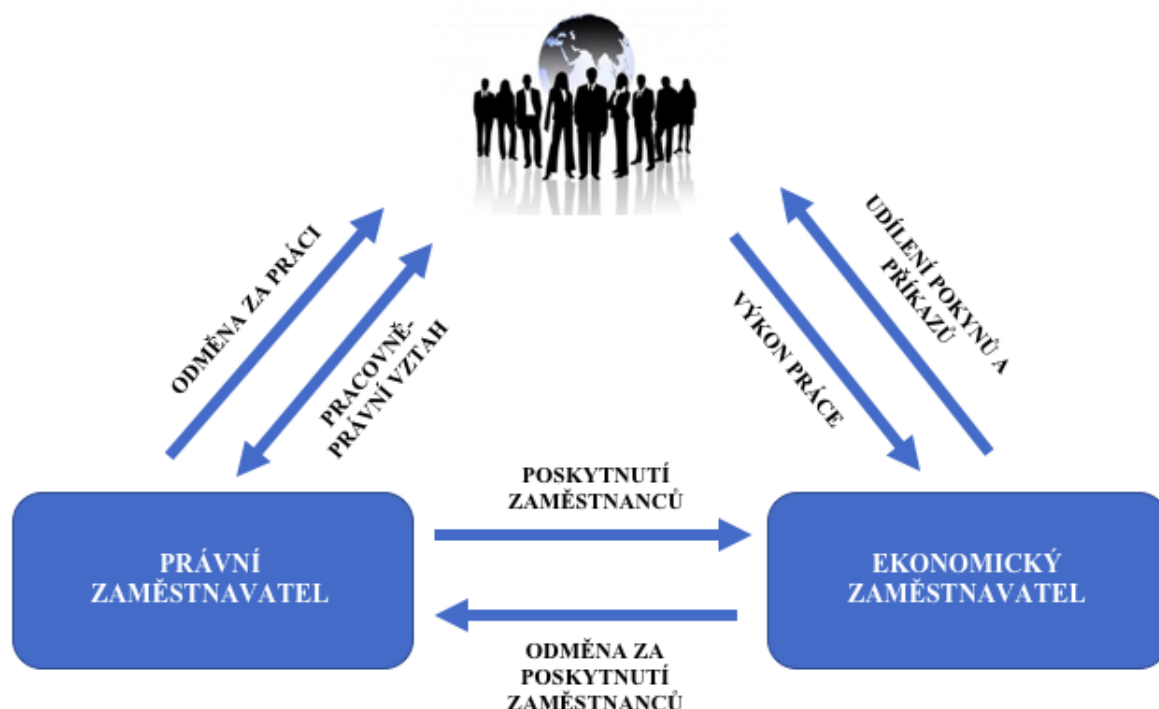 ODMĚNA ZA PRÁCI
PRACOVNĚ-
PRÁVNÍ VZTAH
VÝKON PRÁCE
UDÍLENÍ POKYNŮ A
PŘÍKAZŮ
POSKYTNUTÍ
ZAMĚSTNANCŮ
PRÁVNÍ
ZAMĚSTNAVATEL
EKONOMICKÝ
ZAMĚSTNAVATEL
ODMĚNA ZA
POSKYTNUTÍ
ZAMĚSTNANCŮ